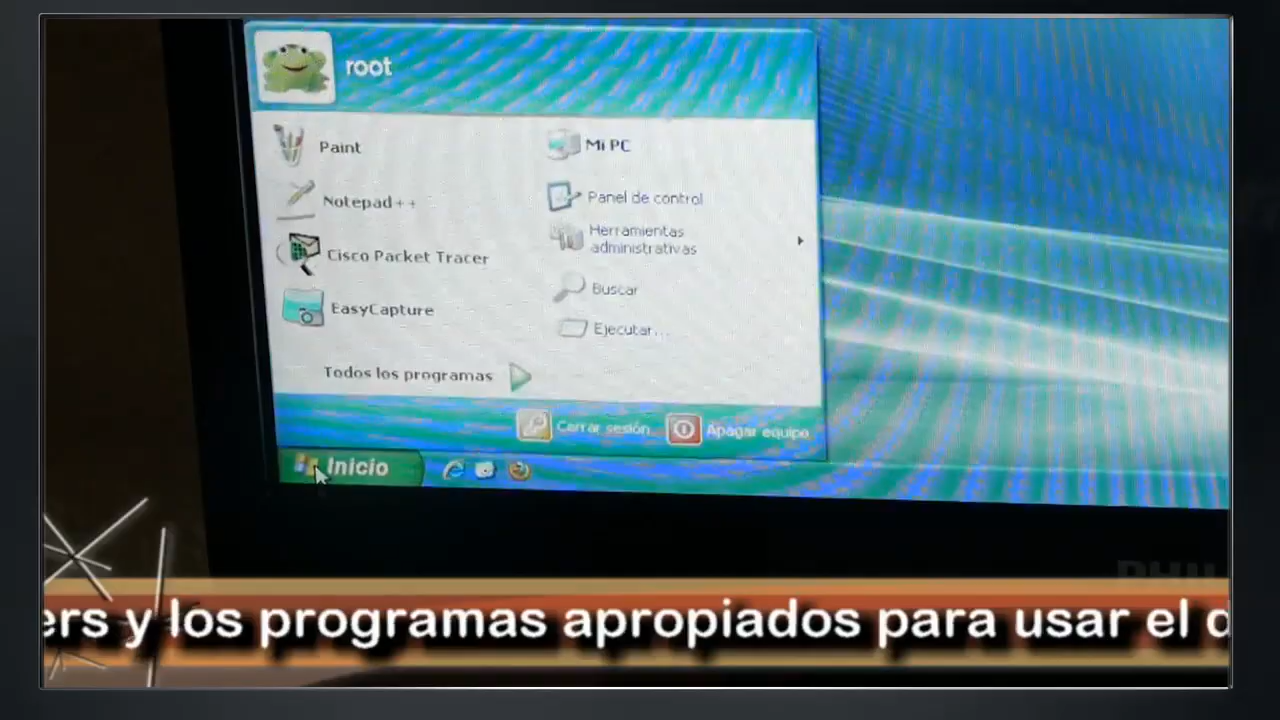 root
Paint
Mi PC
Notepad++
Panel de control
Cisco Packet Tracer
Herramientas
administrativas
EasyCapture
Buscar
Ejecutar...
Todos los programas
Cerrar sesión
Apagar equipo
Inicio
ers y los programas apropiados para usar el d